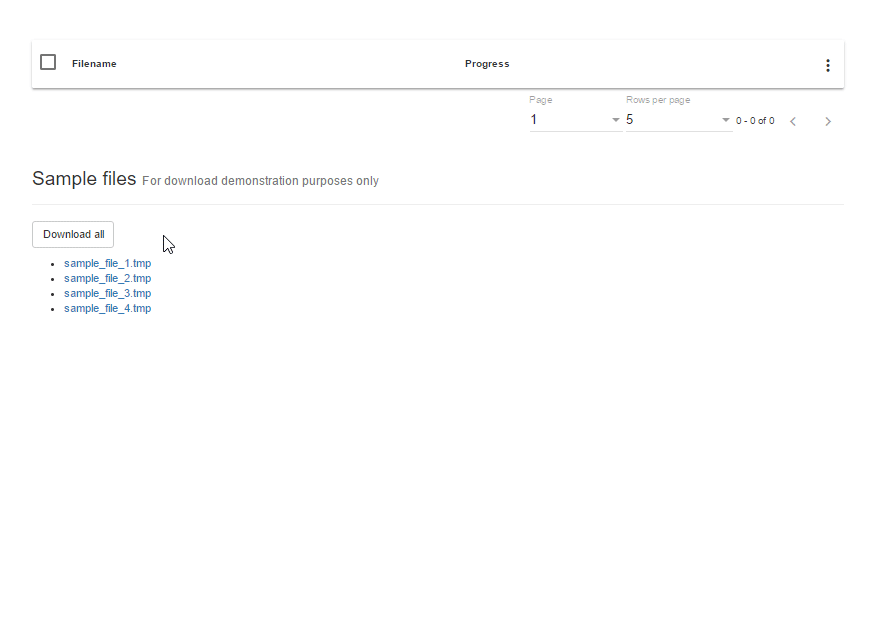 Filename Progress
Page Rows per page
1 5 0 - 0 of 0
Sample files For download demonstration purposes only
Download all
sample_file_1.tmp
sample_file_2.tmp
sample_file_3.tmp
sample_file_4.tmp